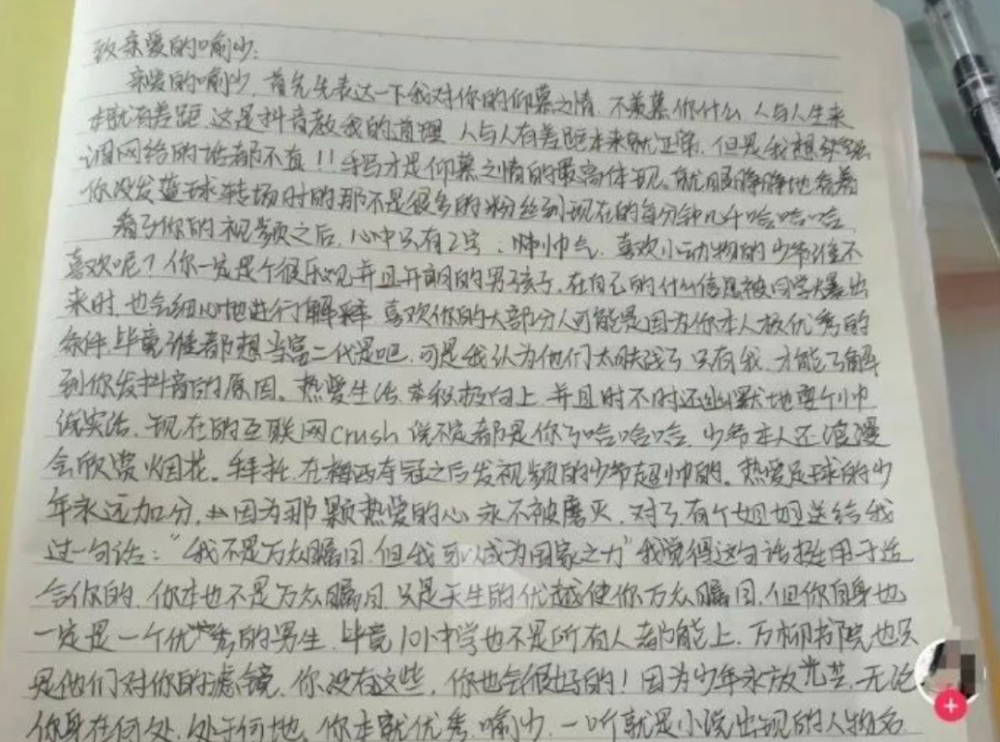 致亲爱的喻少:
亲爱的喻少,首先先表达一下我对你的仰慕之情,不羡慕你什么,人与人生来
本就有差距,这是抖音教我的道理,人与人有差距本来就正常,但是我想
网络的话都不值!!手写才是仰慕之情的最高体现。就那静静地看着
你没发篮球转场时的那不是很多的粉丝到现在的每分钟几千哈哈哈
看了你的视频之后,心中只有2字:帅帅气,喜欢小动物的少爷谁不
喜欢呢?你一定是个很乐观并且开朗的男孩子,在自己的什么信息被同学爆出
来时,也会细心地进行解释,喜欢你的大部分人可能是因为你本人极优秀的
条件,毕竟谁都想当富二代是吧,可是我认为他们太肤浅了只有我,才能了解
到你发抖音的原因。热爱生活,积极向上,并且时不时还幽默地耍个小巾
诚实话,现在的互联网crush说不定都是你了哈哈哈,少爷本人还浪漫
会欣赏烟花。拜托,在梅西夺冠之后发视频的少爷超帅的。热爱足球的少
年永远加分,因为那颗热爱的心永不被磨灭,对了,有个姐姐送给我
过一句话:“我不是万众瞩目,但我可以成为国家之力”我觉得这句话挺用于送
给你的,你本也不是万众瞩目,只是天生的优越使你万众瞩目,但你自身也
一定是一个优秀的男生,毕竟101中学也不是所有人都能上,万柳书院也只
是他们对你的滤镜,你没有这些,你也会很好的!因为少年永放光芒,无论
你身在何处,处于何地,你本就优秀,喻少,一听就是小说出现的人物名